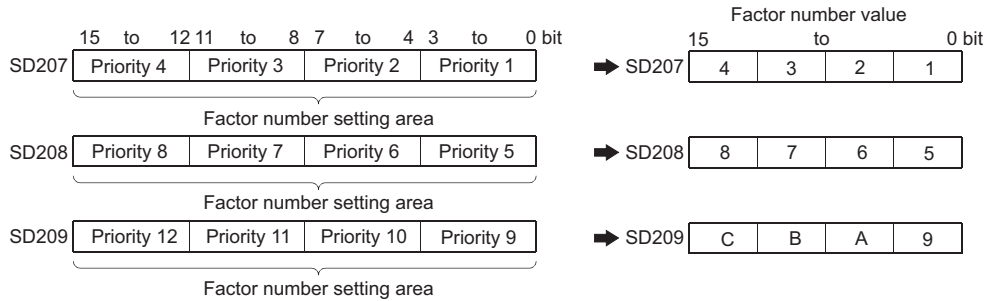 Factor number value
15 to 12 11 to 8 7 to 4 3 to 0 bit
15 to 0 bit
SD207 Priority 4 Priority 3 Priority 2 Priority 1
SD207 4 3 2 1
Factor number setting area
SD208 Priority 8 Priority 7 Priority 6 Priority 5
SD208 8 7 6 5
Factor number setting area
SD209 Priority 12 Priority 11 Priority 10 Priority 9
SD209 C B A 9
Factor number setting area